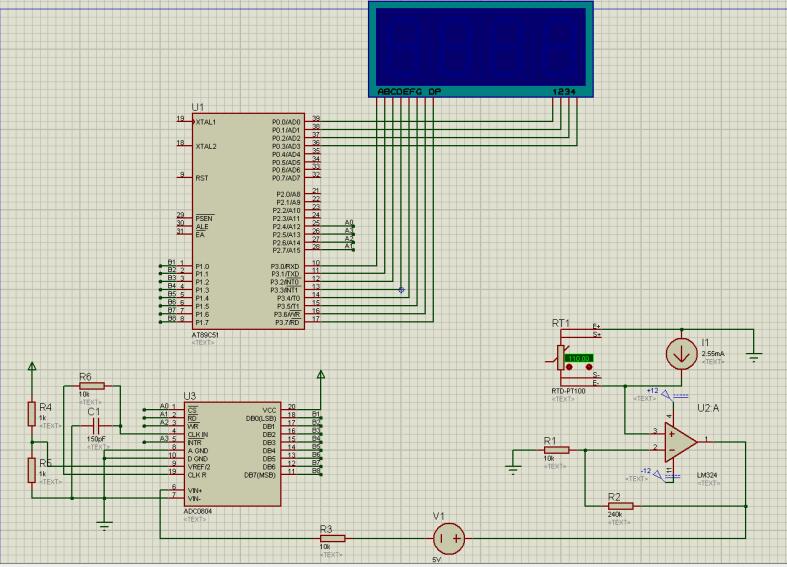 ABCDEFG DP 1234
U1
19 XTAL1
18 XTAL2
9 RST
29 PSEN
30 ALE
31 EA
B1 1 P1.0
B2 2 P1.1
B3 3 P1.2
B4 4 P1.3
B5 5 P1.4
B6 6 P1.5
B7 7 P1.6
B8 8 P1.7
P0.0/AD0 39
P0.1/AD1 38
P0.2/AD2 37
P0.3/AD3 36
P0.4/AD4 35
P0.5/AD5 34
P0.6/AD6 33
P0.7/AD7 32
P2.0/A8 21
P2.1/A9 22
P2.2/A10 23
P2.3/A11 24
P2.4/A12 25 A0
P2.5/A13 26
P2.6/A14 27
P2.7/A15 28
P3.0/RXD 10
P3.1/TXD 11
P3.2/INT0 12
P3.3/INT1 13
P3.4/T0 14
P3.5/T1 15
P3.6/WR 16
P3.7/RD 17
AT89C51
<TEXT>
RT1
E+
S+
110.00
S-
E-
RTD-PT100
<TEXT>
I1
2.55mA
<TEXT>
+12
-12
<TEXT>
U2:A
3
2
4
11
1
LM324
<TEXT>
R1
10k
<TEXT>
R2
240k
<TEXT>
R6
10k
<TEXT>
R4
1k
<TEXT>
R5
1k
<TEXT>
C1
150pF
<TEXT>
U3
A0 1 CS
A1 2 RD
A2 3 WR
4 CLK IN
A3 5 INTR
8 A GND
10 D GND
9 VREF/2
19 CLK R
6 VIN+
7 VIN-
VCC 20
DB0(LSB) 18 B1
DB1 17 B2
DB2 16 B3
DB3 15 B4
DB4 14 B5
DB5 13 B6
DB6 12 B7
DB7(MSB) 11 B8
ADC0804
<TEXT>
R3
10k
<TEXT>
V1
5V